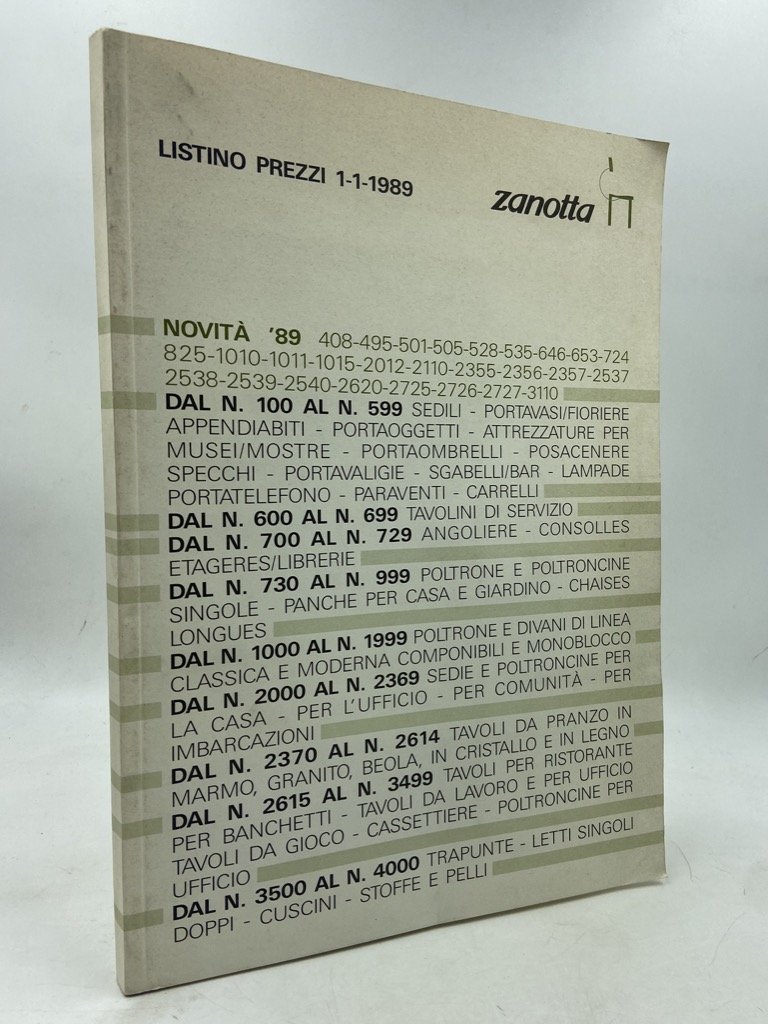 LISTINO PREZZI 1-1-1989
zanotta
NOVITÀ '89 408-495-501-505-528-535-646-653-724
825-1010-1011-1015-2012-2110-2355-2356-2357-2537
2538-2539-2540-2620-2725-2726-2727-3110
DAL N. 100 AL N. 599 SEDILI - PORTAVASI/FIORIERE
APPENDIABITI - PORTAOGGETTI - ATTREZZATURE PER
MUSEI/MOSTRE - PORTAOMBRELLI - POSACENERE
SPECCHI - PORTAVALIGIE - SGABELLI/BAR - LAMPADE
PORTATELEFONO - PARAVENTI - CARRELLI
DAL N. 600 AL N. 699 TAVOLINI DI SERVIZIO
DAL N. 700 AL N. 729 ANGOLIERE - CONSOLLES
ETAGERES/LIBRERIE
DAL N. 730 AL N. 999 POLTRONE E POLTRONCINE
SINGOLE - PANCHE PER CASA E GIARDINO - CHAISES
LONGUES
DAL N. 1000 AL N. 1999 POLTRONE E DIVANI DI LINEA
CLASSICA E MODERNA COMPONIBILI E MONOBLOCCO
DAL N. 2000 AL N. 2369 SEDIE E POLTRONCINE PER
LA CASA - PER L'UFFICIO - PER COMUNITÀ - PER
IMBARCAZIONI
DAL N. 2370 AL N. 2614 TAVOLI DA PRANZO IN
MARMO, GRANITO, BEOLA, IN CRISTALLO E IN LEGNO
DAL N. 2615 AL N. 3499 TAVOLI PER RISTORANTE
PER BANCHETTI - TAVOLI DA LAVORO E PER UFFICIO
TAVOLI DA GIOCO - CASSETTIERE - POLTRONCINE PER
UFFICIO
DAL N. 3500 AL N. 4000 TRAPUNTE - LETTI SINGOLI
DOPPI - CUSCINI - STOFFE E PELLI